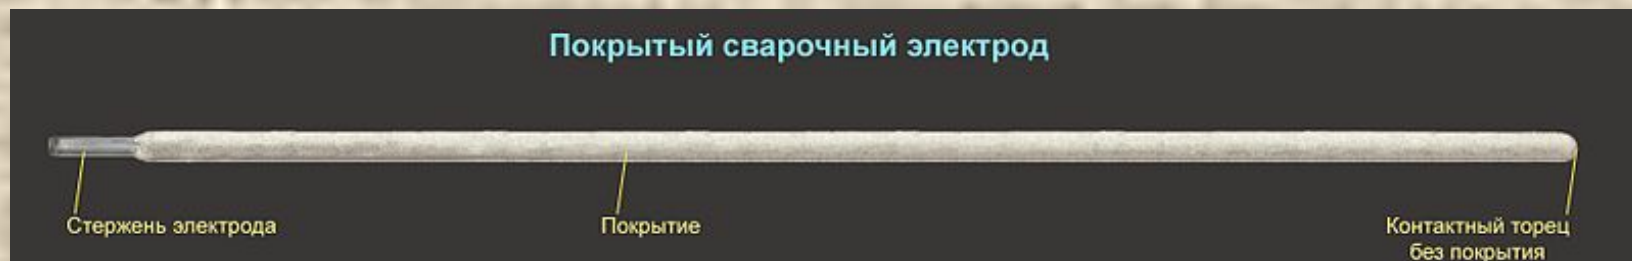 Покрытый сварочный электрод
Стержень электрода
Покрытие
Контактный торец
без покрытия